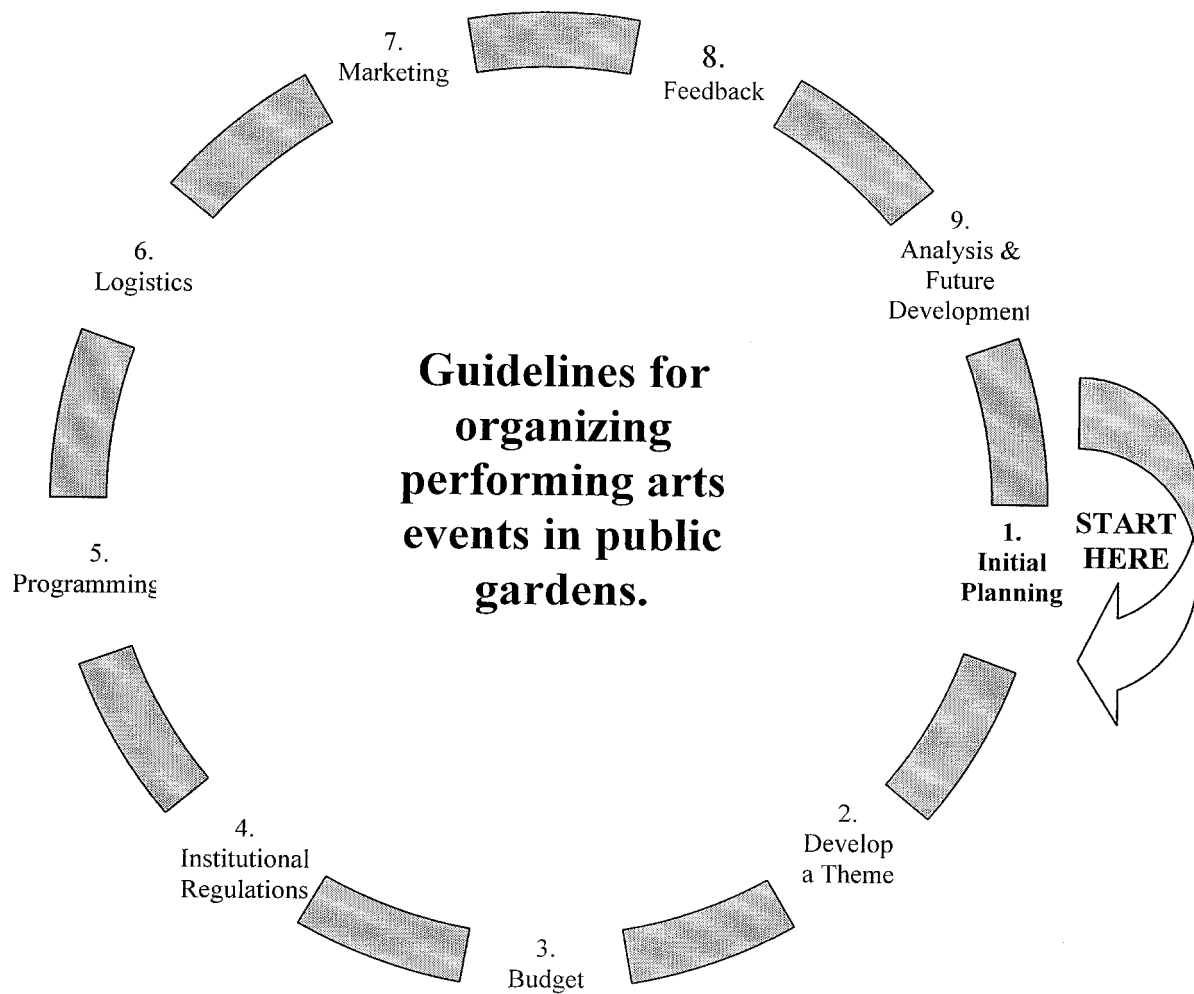 Guidelines for
organizing
performing arts
events in public
gardens.
START
HERE
1.
Initial
Planning
2.
Develop
a Theme
3.
Budget
4.
Institutional
Regulations
5.
Programming
6.
Logistics
7.
Marketing
8.
Feedback
9.
Analysis &
Future
Development